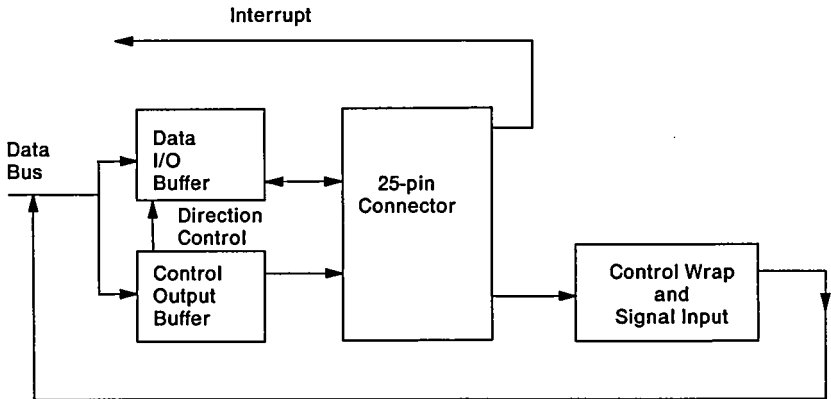 Interrupt
Data
Bus
Data
I/O
Buffer
Direction
Control
Control
Output
Buffer
25-pin
Connector
Control Wrap
and
Signal Input